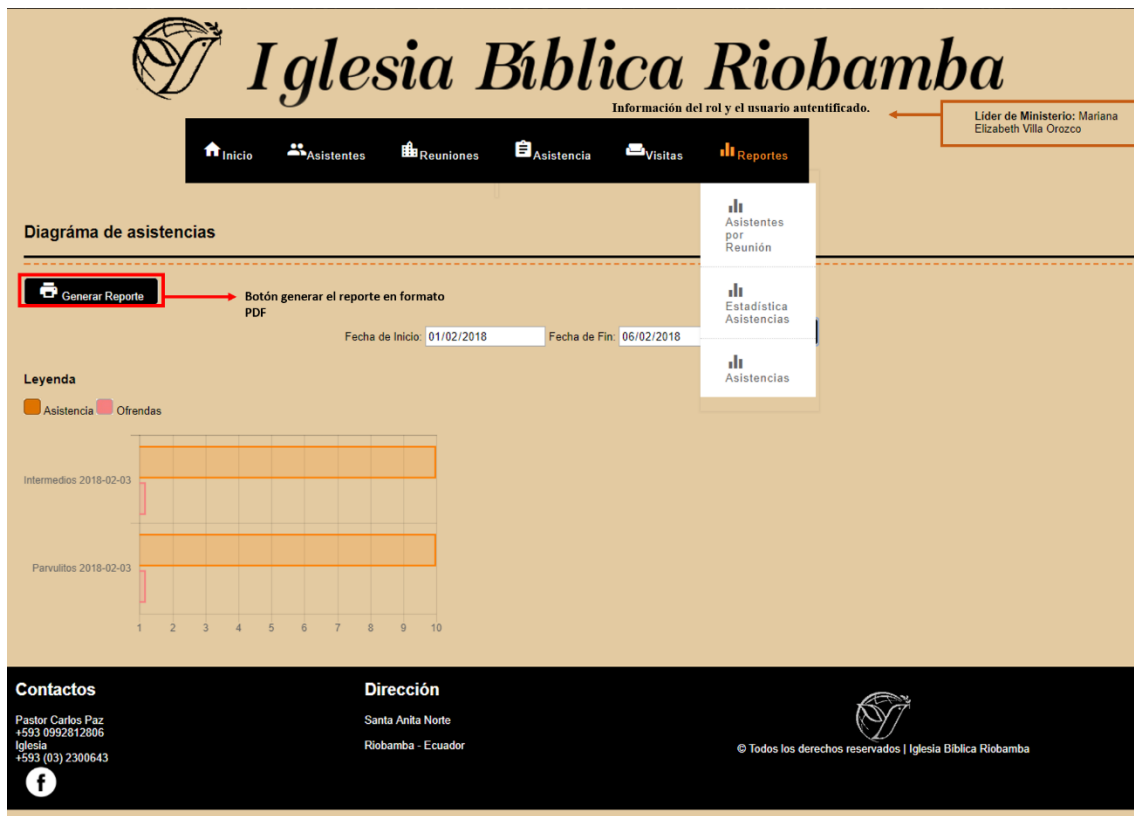 Iglesia Bíblica Riobamba
Información del rol y el usuario autentificado.
Líder de Ministerio: Mariana
Elizabeth Villa Orozco
Inicio
Asistentes
Reuniones
Asistencia
Visitas
Reportes
Asistentes
por
Reunión
Estadística
Asistencias
Asistencias
Diagráma de asistencias
Generar Reporte
Botón generar el reporte en formato
PDF
Fecha de Inicio: 01/02/2018 Fecha de Fin: 06/02/2018
Leyenda
Asistencia Ofrendas
Intermedios 2018-02-03
Parvulitos 2018-02-03
1 2 3 4 5 6 7 8 9 10
Contactos
Pastor Carlos Paz
+593 0992812806
Iglesia
+593 (03) 2300643
f
Dirección
Santa Anita Norte
Riobamba - Ecuador
© Todos los derechos reservados | Iglesia Bíblica Riobamba